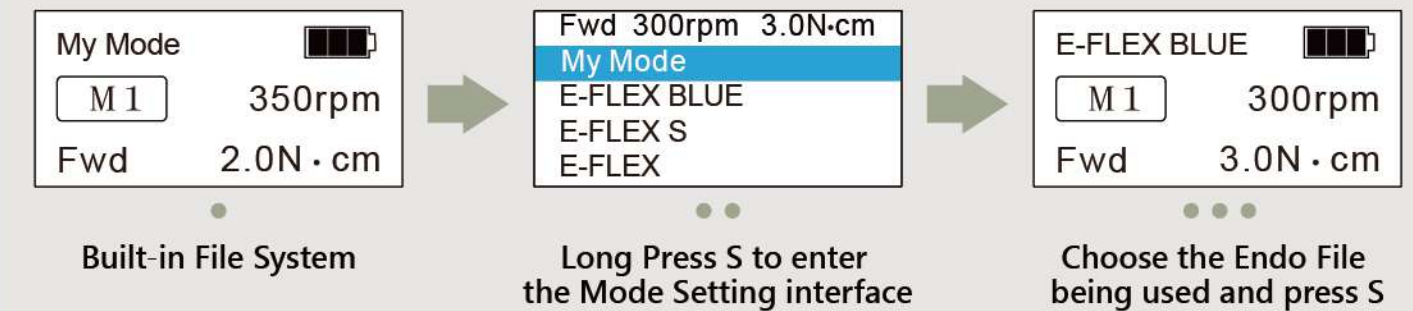 My Mode
M 1
350rpm
Fwd
2.0N · cm
Built-in File System
Fwd 300rpm 3.0N·cm
My Mode
E-FLEX BLUE
E-FLEX S
E-FLEX
Long Press S to enter
the Mode Setting interface
E-FLEX BLUE
M 1
300rpm
Fwd
3.0N · cm
Choose the Endo File
being used and press S